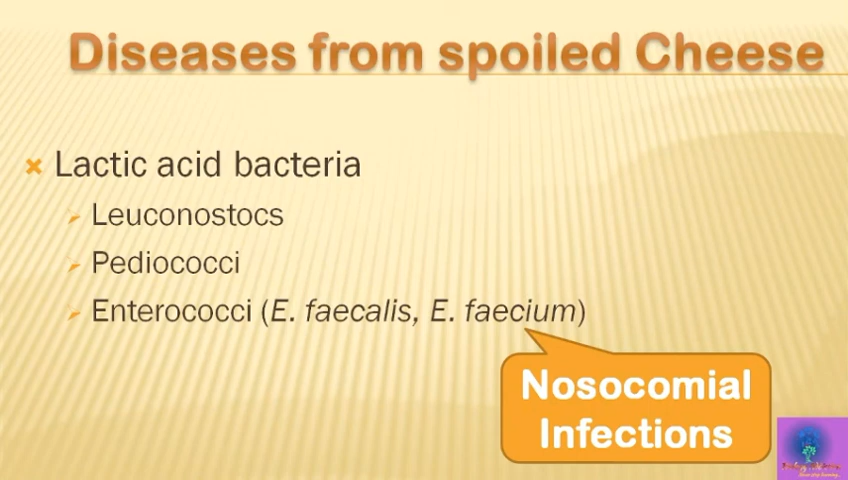 Diseases from spoiled Cheese
Lactic acid bacteria
Leuconostocs
Pediococci
Enterococci (E. faecalis, E. faecium)
Nosocomial
Infections